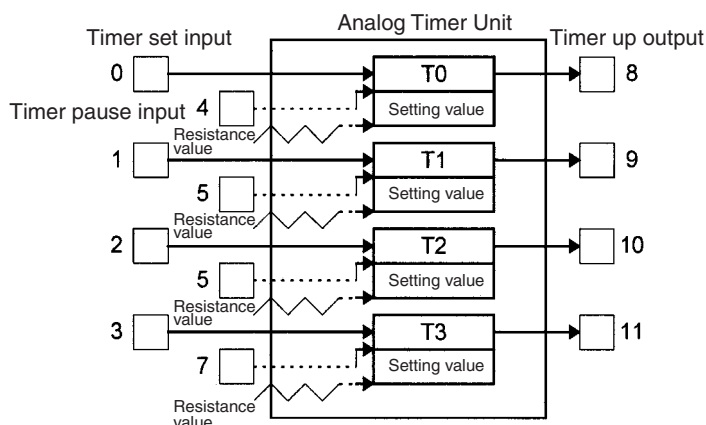 Analog Timer Unit
Timer set input
Timer up output
0
T0
8
Timer pause input
4
Setting value
Resistance
value
1
T1
9
5
Setting value
Resistance
value
2
T2
10
5
Setting value
Resistance
value
3
T3
11
7
Setting value
Resistance
value